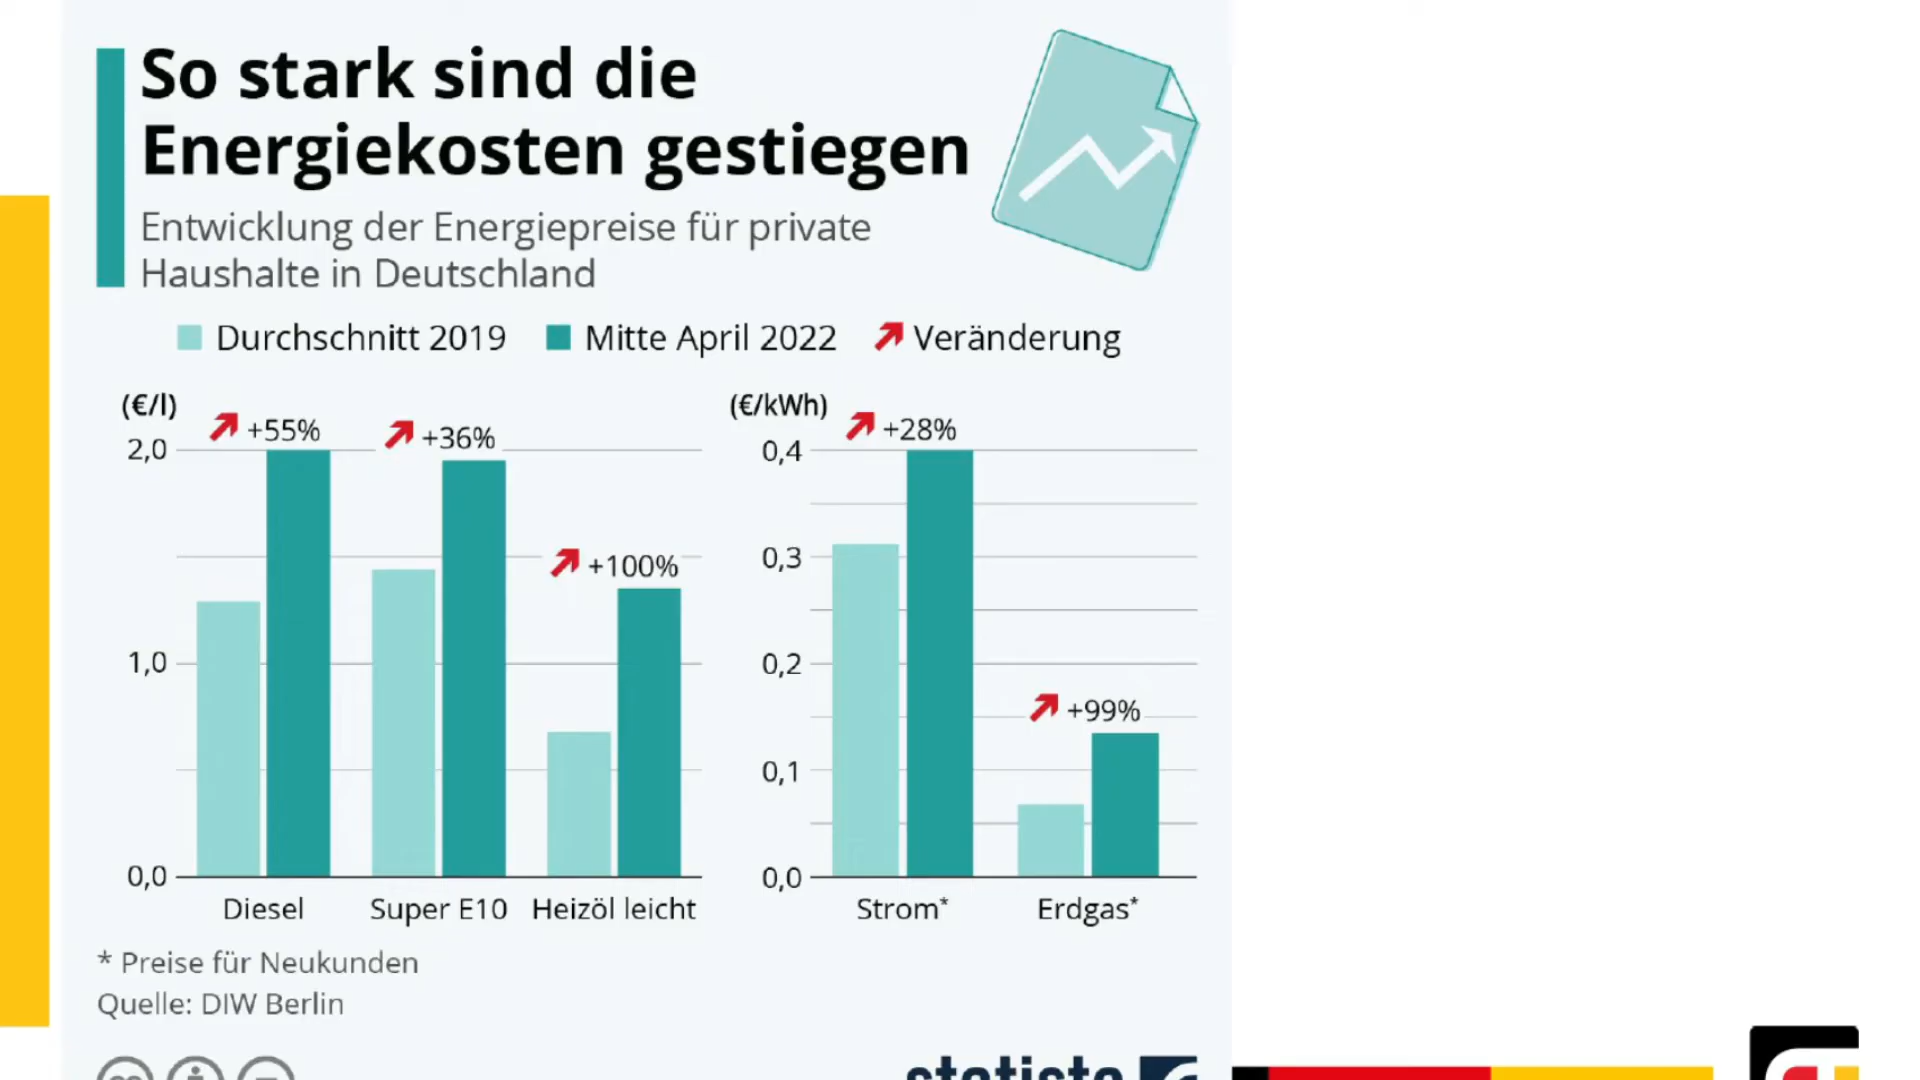 So stark sind die
Energiekosten gestiegen
Entwicklung der Energiepreise für private
Haushalte in Deutschland
Durchschnitt 2019 Mitte April 2022 Veränderung
(€/l)
+55%
+36%
+100%
2,0
1,0
0,0
Diesel Super E10 Heizöl leicht
(€/kWh)
+28%
+99%
0,4
0,3
0,2
0,1
0,0
Strom* Erdgas*
* Preise für Neukunden
Quelle: DIW Berlin
statista